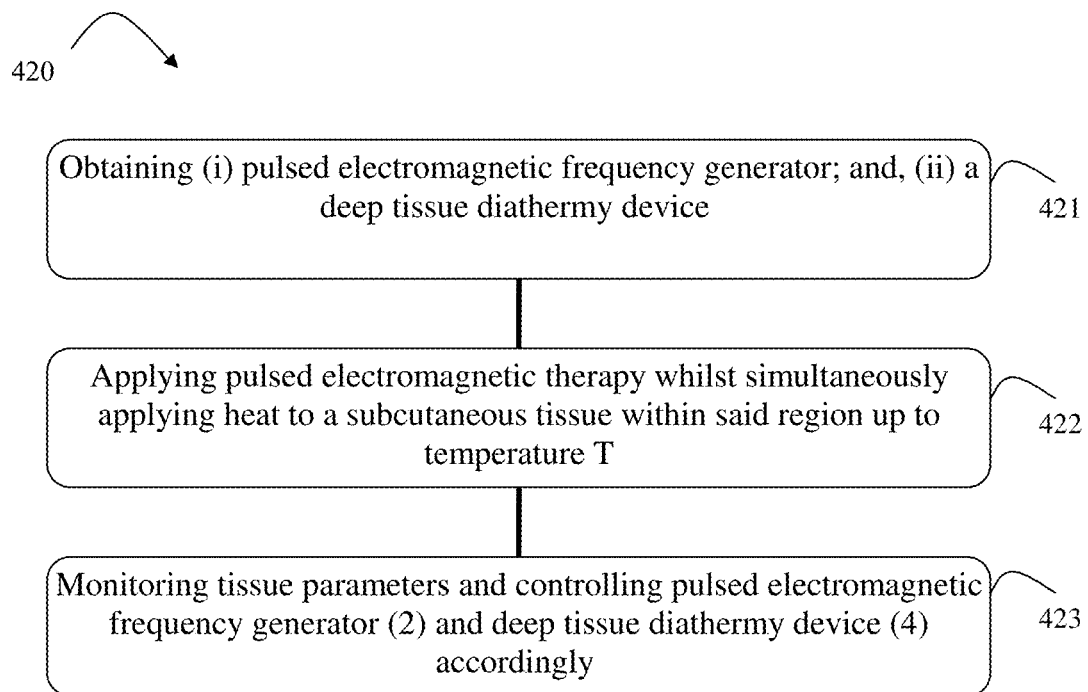 420
Obtaining (i) pulsed electromagnetic frequency generator; and, (ii) a
deep tissue diathermy device
421
Applying pulsed electromagnetic therapy whilst simultaneously
applying heat to a subcutaneous tissue within said region up to
temperature T
422
Monitoring tissue parameters and controlling pulsed electromagnetic
frequency generator (2) and deep tissue diathermy device (4)
accordingly
423